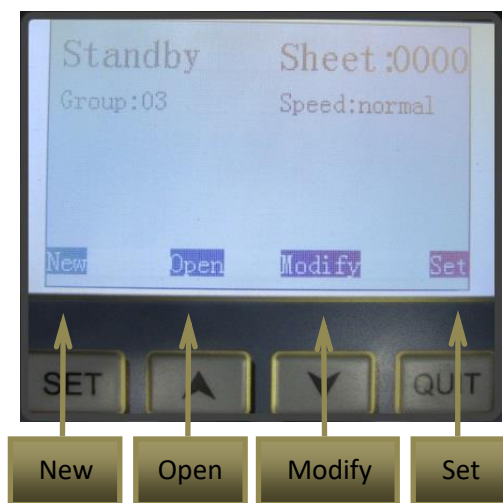 Standby Sheet:0000
Group:03 Speed:normal
New Open Modify Set
SET QUIT
New Open Modify Set